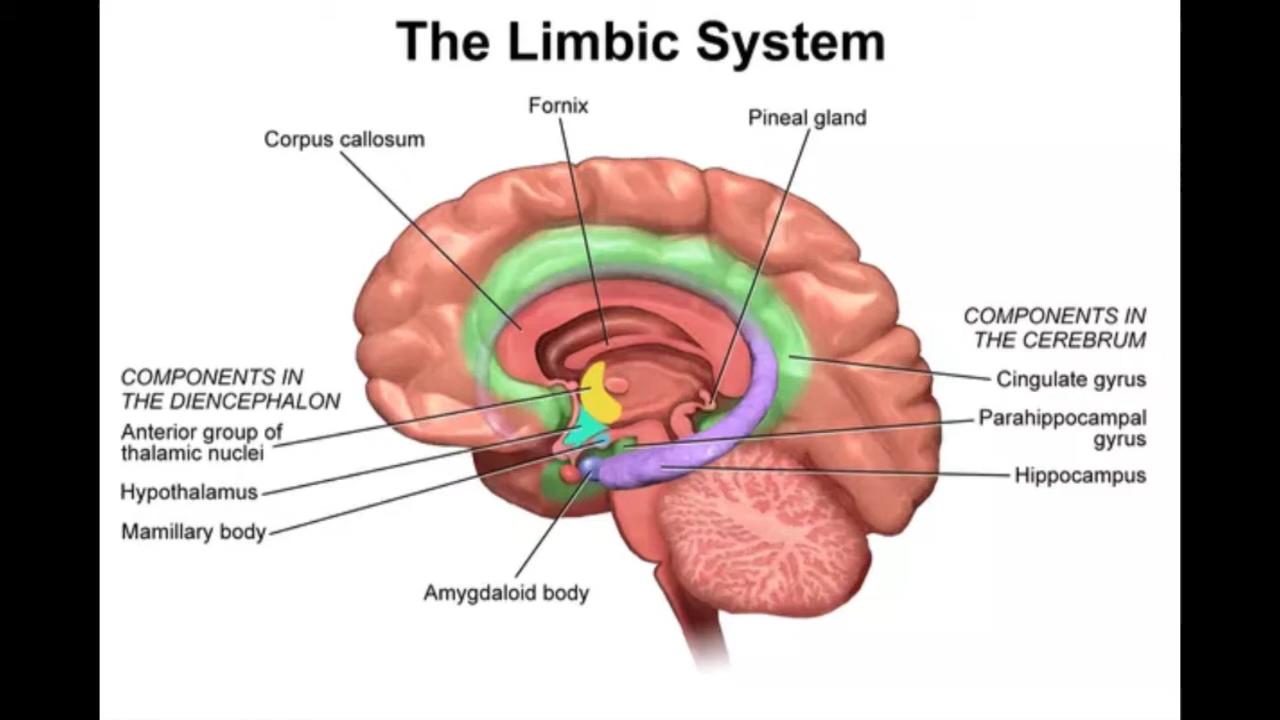 The Limbic System
Fornix
Pineal gland
Corpus callosum
COMPONENTS IN
THE CEREBRUM
Cingulate gyrus
Parahippocampal
gyrus
Hippocampus
COMPONENTS IN
THE DIENCEPHALON
Anterior group of
thalamic nuclei
Hypothalamus
Mamillary body
Amygdaloid body